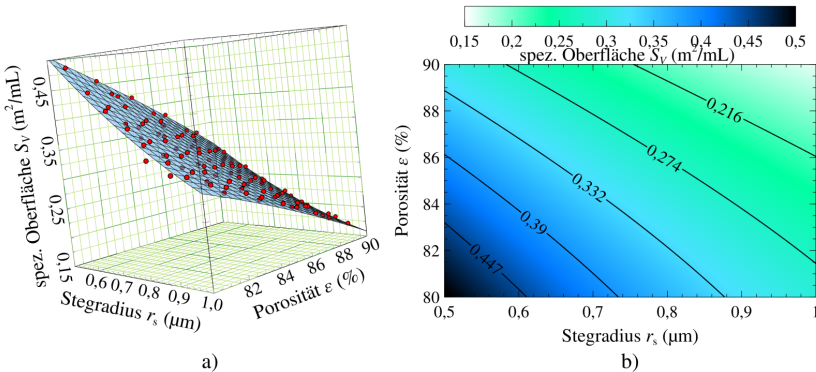 a)
spez. Oberfläche S_V (m²/mL)
0,45
0,35
0,25
0,15
0,6 0,7 0,8 0,9 1,0
Stegradius r_s (µm)
82 84 86 88 90
Porosität ε (%)
a)
0,15 0,2 0,25 0,3 0,35 0,4 0,45 0,5
spez. Oberfläche S_V (m²/mL)
90
88
86
84
82
80
Porosität ε (%)
0,216
0,274
0,332
0,39
0,447
0,5 0,6 0,7 0,8 0,9 1
Stegradius r_s (µm)
b)